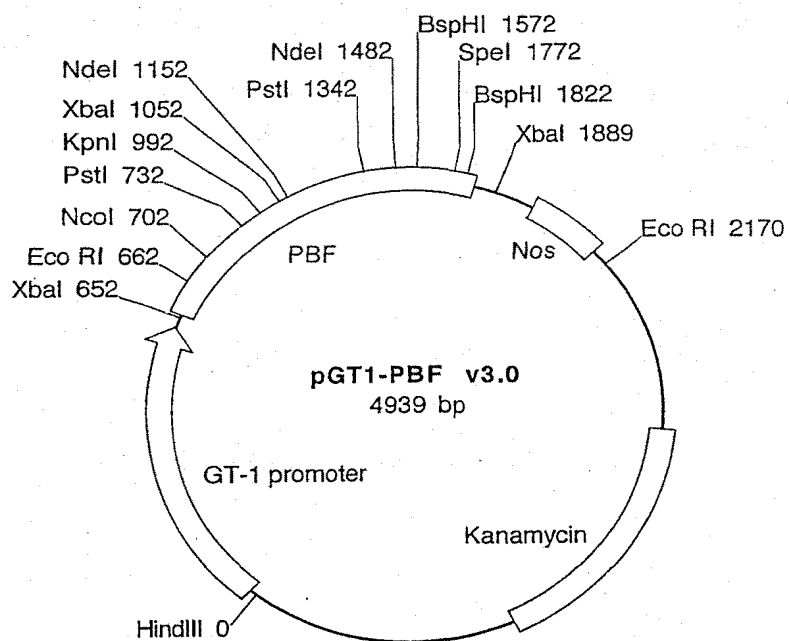 BspHI 1572
NdeI 1482
SpeI 1772
NdeI 1152
PstI 1342
BspHI 1822
XbaI 1052
XbaI 1889
KpnI 992
PstI 732
NcoI 702
Eco RI 2170
Eco RI 662
PBF
Nos
XbaI 652
pGT1-PBF v3.0
4939 bp
GT-1 promoter
Kanamycin
HindIII 0